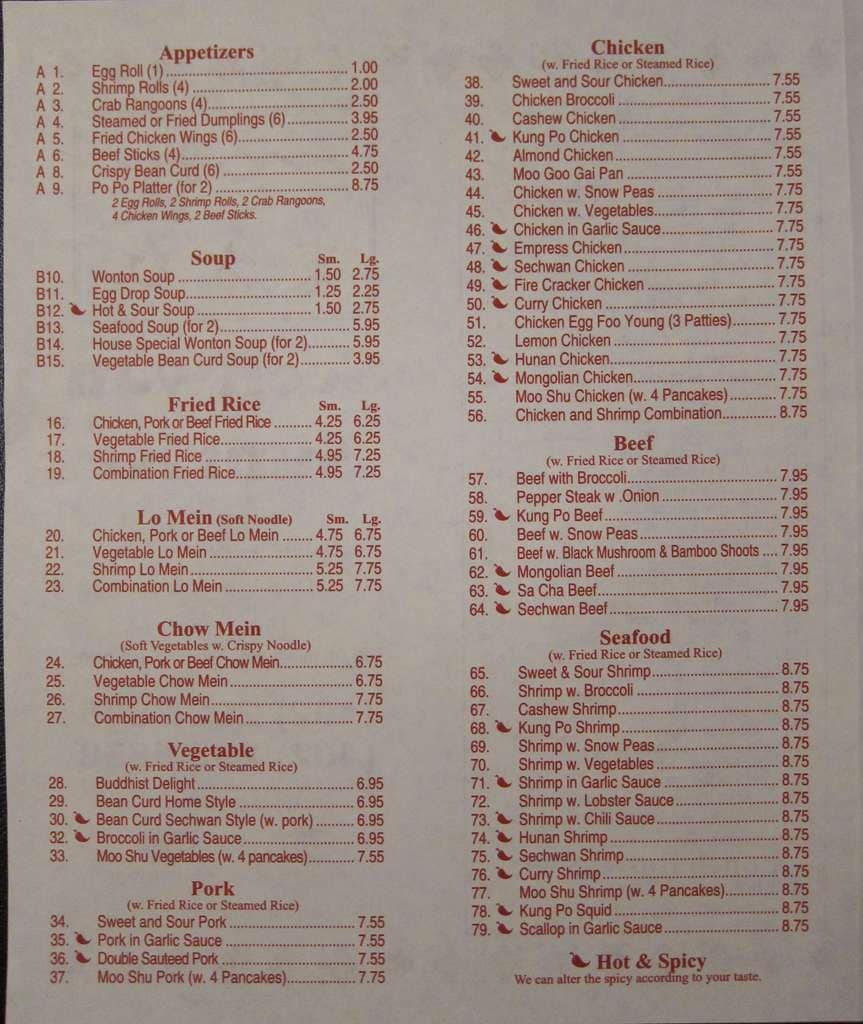 Appetizers
A 1. Egg Roll (1) 1.00
A 2. Shrimp Rolls (4) 2.00
A 3. Crab Rangoons (4) 2.50
A 4. Steamed or Fried Dumplings (6) 3.95
A 5. Fried Chicken Wings (6) 2.50
A 6. Beef Sticks (4) 4.75
A 8. Crispy Bean Curd (6) 2.50
A 9. Po Po Platter (for 2) 8.75
2 Egg Rolls, 2 Shrimp Rolls, 2 Crab Rangoons,
4 Chicken Wings, 2 Beef Sticks.
Soup Sm. Lg.
B10. Wonton Soup 1.50 2.75
B11. Egg Drop Soup 1.25 2.25
B12. Hot & Sour Soup 1.50 2.75
B13. Seafood Soup (for 2) 5.95
B14. House Special Wonton Soup (for 2) 5.95
B15. Vegetable Bean Curd Soup (for 2) 3.95
Fried Rice Sm. Lg.
16. Chicken, Pork or Beef Fried Rice 4.25 6.25
17. Vegetable Fried Rice 4.25 6.25
18. Shrimp Fried Rice 4.95 7.25
19. Combination Fried Rice 4.95 7.25
Lo Mein (Soft Noodle) Sm. Lg.
20. Chicken, Pork or Beef Lo Mein 4.75 6.75
21. Vegetable Lo Mein 4.75 6.75
22. Shrimp Lo Mein 5.25 7.75
23. Combination Lo Mein 5.25 7.75
Chow Mein
(Soft Vegetables w. Crispy Noodle)
24. Chicken, Pork or Beef Chow Mein 6.75
25. Vegetable Chow Mein 6.75
26. Shrimp Chow Mein 7.75
27. Combination Chow Mein 7.75
Vegetable
(w. Fried Rice or Steamed Rice)
28. Buddhist Delight 6.95
29. Bean Curd Home Style 6.95
30. Bean Curd Sechwan Style (w. pork) 6.95
32. Broccoli in Garlic Sauce 6.95
33. Moo Shu Vegetables (w. 4 pancakes) 7.55
Pork
(w. Fried Rice or Steamed Rice)
34. Sweet and Sour Pork 7.55
35. Pork in Garlic Sauce 7.55
36. Double Sauteed Pork 7.55
37. Moo Shu Pork (w. 4 Pancakes) 7.75
Chicken
(w. Fried Rice or Steamed Rice)
38. Sweet and Sour Chicken 7.55
39. Chicken Broccoli 7.55
40. Cashew Chicken 7.55
41. Kung Po Chicken 7.55
42. Almond Chicken 7.55
43. Moo Goo Gai Pan 7.55
44. Chicken w. Snow Peas 7.75
45. Chicken w. Vegetables 7.75
46. Chicken in Garlic Sauce 7.75
47. Empress Chicken 7.75
48. Sechwan Chicken 7.75
49. Fire Cracker Chicken 7.75
50. Curry Chicken 7.75
51. Chicken Egg Foo Young (3 Patties) 7.75
52. Lemon Chicken 7.75
53. Hunan Chicken 7.75
54. Mongolian Chicken 7.75
55. Moo Shu Chicken (w. 4 Pancakes) 7.75
56. Chicken and Shrimp Combination 8.75
Beef
(w. Fried Rice or Steamed Rice)
57. Beef with Broccoli 7.95
58. Pepper Steak w .Onion 7.95
59. Kung Po Beef 7.95
60. Beef w. Snow Peas 7.95
61. Beef w. Black Mushroom & Bamboo Shoots 7.95
62. Mongolian Beef 7.95
63. Sa Cha Beef 7.95
64. Sechwan Beef 7.95
Seafood
(w. Fried Rice or Steamed Rice)
65. Sweet & Sour Shrimp 8.75
66. Shrimp w. Broccoli 8.75
67. Cashew Shrimp 8.75
68. Kung Po Shrimp 8.75
69. Shrimp w. Snow Peas 8.75
70. Shrimp w. Vegetables 8.75
71. Shrimp in Garlic Sauce 8.75
72. Shrimp w. Lobster Sauce 8.75
73. Shrimp w. Chili Sauce 8.75
74. Hunan Shrimp 8.75
75. Sechwan Shrimp 8.75
76. Curry Shrimp 8.75
77. Moo Shu Shrimp (w. 4 Pancakes) 8.75
78. Kung Po Squid 8.75
79. Scallop in Garlic Sauce 8.75
Hot & Spicy
We can alter the spicy according to your taste.